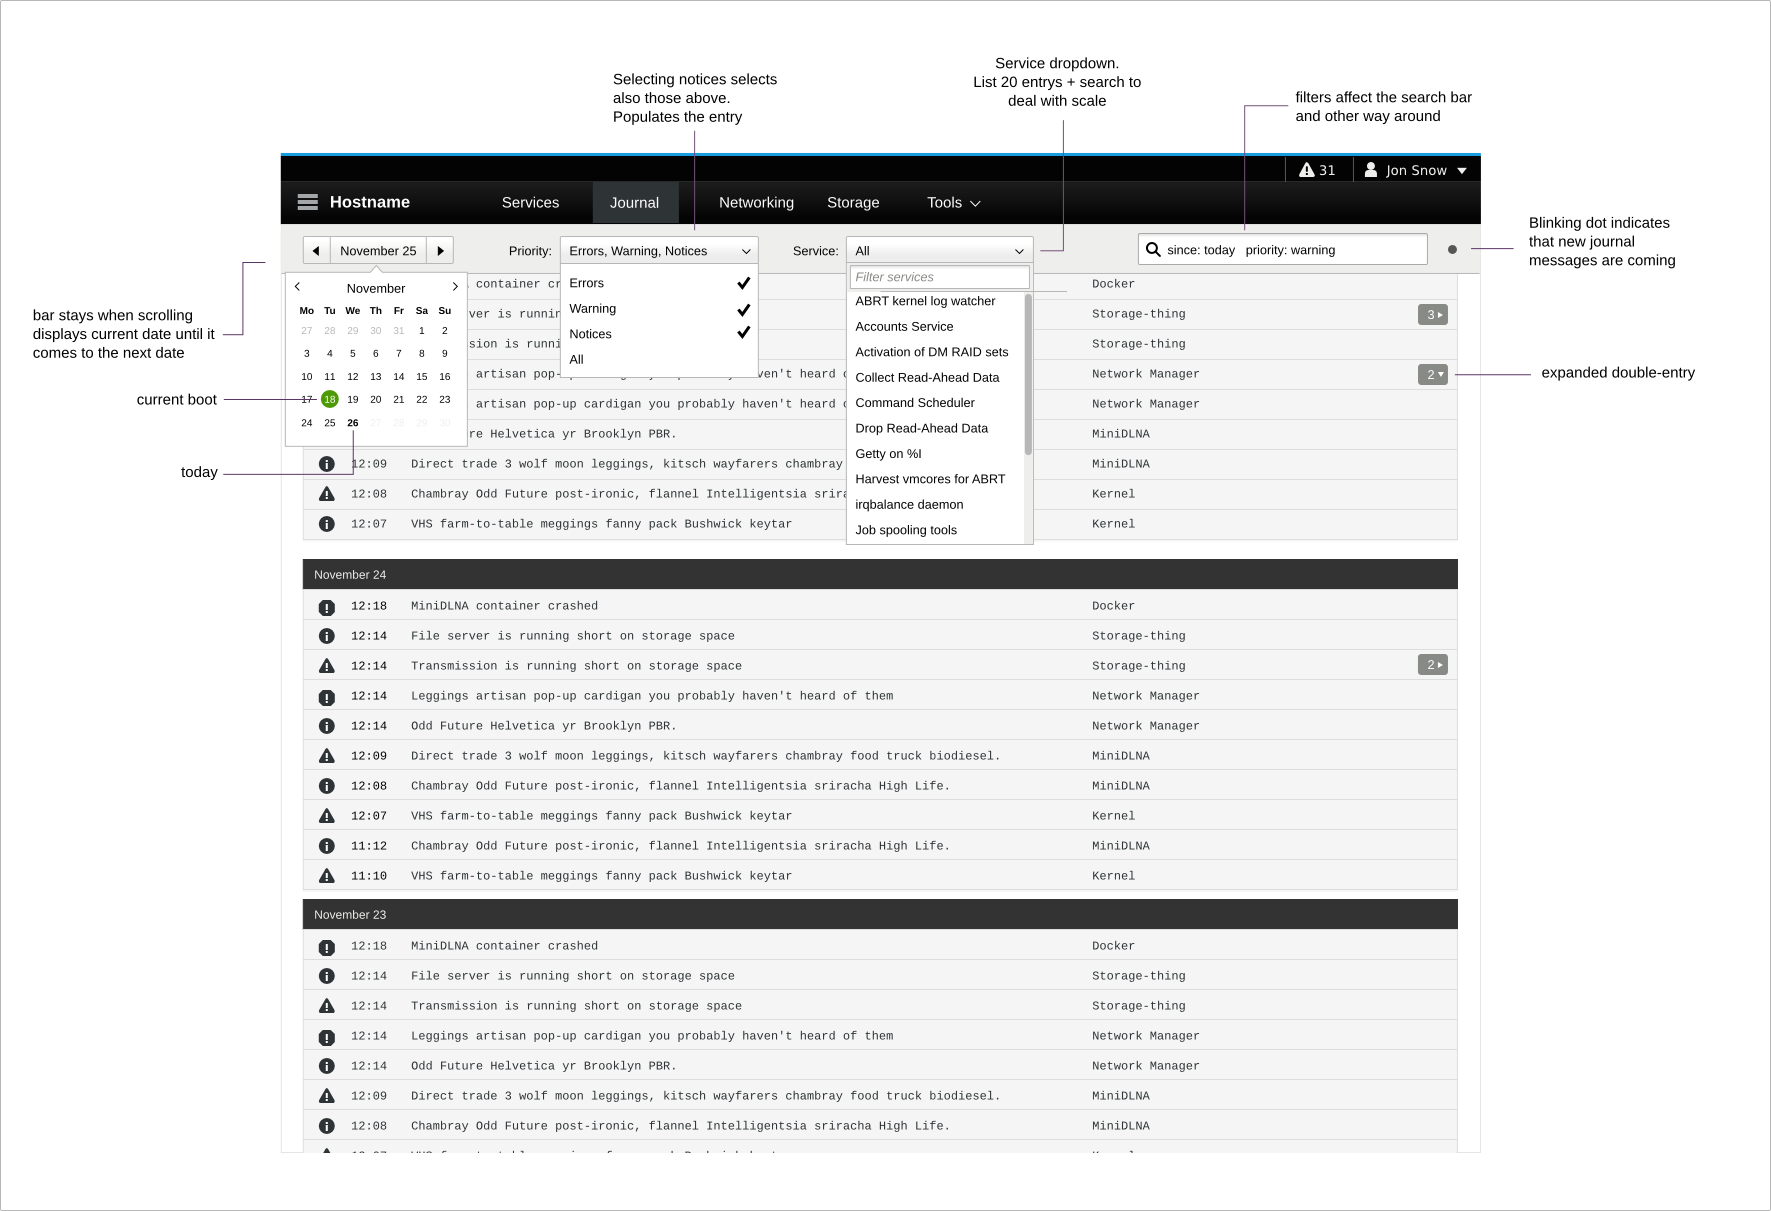 Service dropdown.
List 20 entrys + search to
deal with scale
Selecting notices selects
also those above.
Populates the entry
filters affect the search bar
and other way around
31
Jon Snow
Hostname
Services
Journal
Networking
Storage
Tools
Blinking dot indicates
that new journal
messages are coming
November 25
Priority:
Errors, Warning, Notices
Service:
All
since: today priority: warning
bar stays when scrolling
displays current date until it
comes to the next date
November
Mo Tu We Th Fr Sa Su
27 28 29 30 31 1 2
3 4 5 6 7 8 9
10 11 12 13 14 15 16
17 18 19 20 21 22 23
24 25 26 27 28 29 30
current boot
today
Errors
Warning
Notices
All
Filter services
ABRT kernel log watcher
Accounts Service
Activation of DM RAID sets
Collect Read-Ahead Data
Command Scheduler
Drop Read-Ahead Data
Getty on %I
Harvest vmcores for ABRT
irqbalance daemon
Job spooling tools
container Docker
is Storage-thing 3
is Storage-thing
artisan heard Network Manager 2
expanded double-entry
artisan pop-up cardigan you probably haven't heard Network Manager
Helvetica yr Brooklyn PBR. MiniDLNA
12:09 Direct trade 3 wolf moon leggings, kitsch wayfarers chambray MiniDLNA
12:08 Chambray Odd Future post-ironic, flannel Intelligentsia Kernel
12:07 VHS farm-to-table meggings fanny pack Bushwick keytar Kernel
November 24
12:18 MiniDLNA container crashed Docker
12:14 File server is running short on storage space Storage-thing
12:14 Transmission is running short on storage space Storage-thing 2
12:14 Leggings artisan pop-up cardigan you probably haven't heard of them Network Manager
12:14 Odd Future Helvetica yr Brooklyn PBR. Network Manager
12:09 Direct trade 3 wolf moon leggings, kitsch wayfarers chambray food truck biodiesel. MiniDLNA
12:08 Chambray Odd Future post-ironic, flannel Intelligentsia sriracha High Life. MiniDLNA
12:07 VHS farm-to-table meggings fanny pack Bushwick keytar Kernel
11:12 Chambray Odd Future post-ironic, flannel Intelligentsia sriracha High Life. MiniDLNA
11:10 VHS farm-to-table meggings fanny pack Bushwick keytar Kernel
November 23
12:18 MiniDLNA container crashed Docker
12:14 File server is running short on storage space Storage-thing
12:14 Transmission is running short on storage space Storage-thing
12:14 Leggings artisan pop-up cardigan you probably haven't heard of them Network Manager
12:14 Odd Future Helvetica yr Brooklyn PBR. Network Manager
12:09 Direct trade 3 wolf moon leggings, kitsch wayfarers chambray food truck biodiesel. MiniDLNA
12:08 Chambray Odd Future post-ironic, flannel Intelligentsia sriracha High Life. MiniDLNA